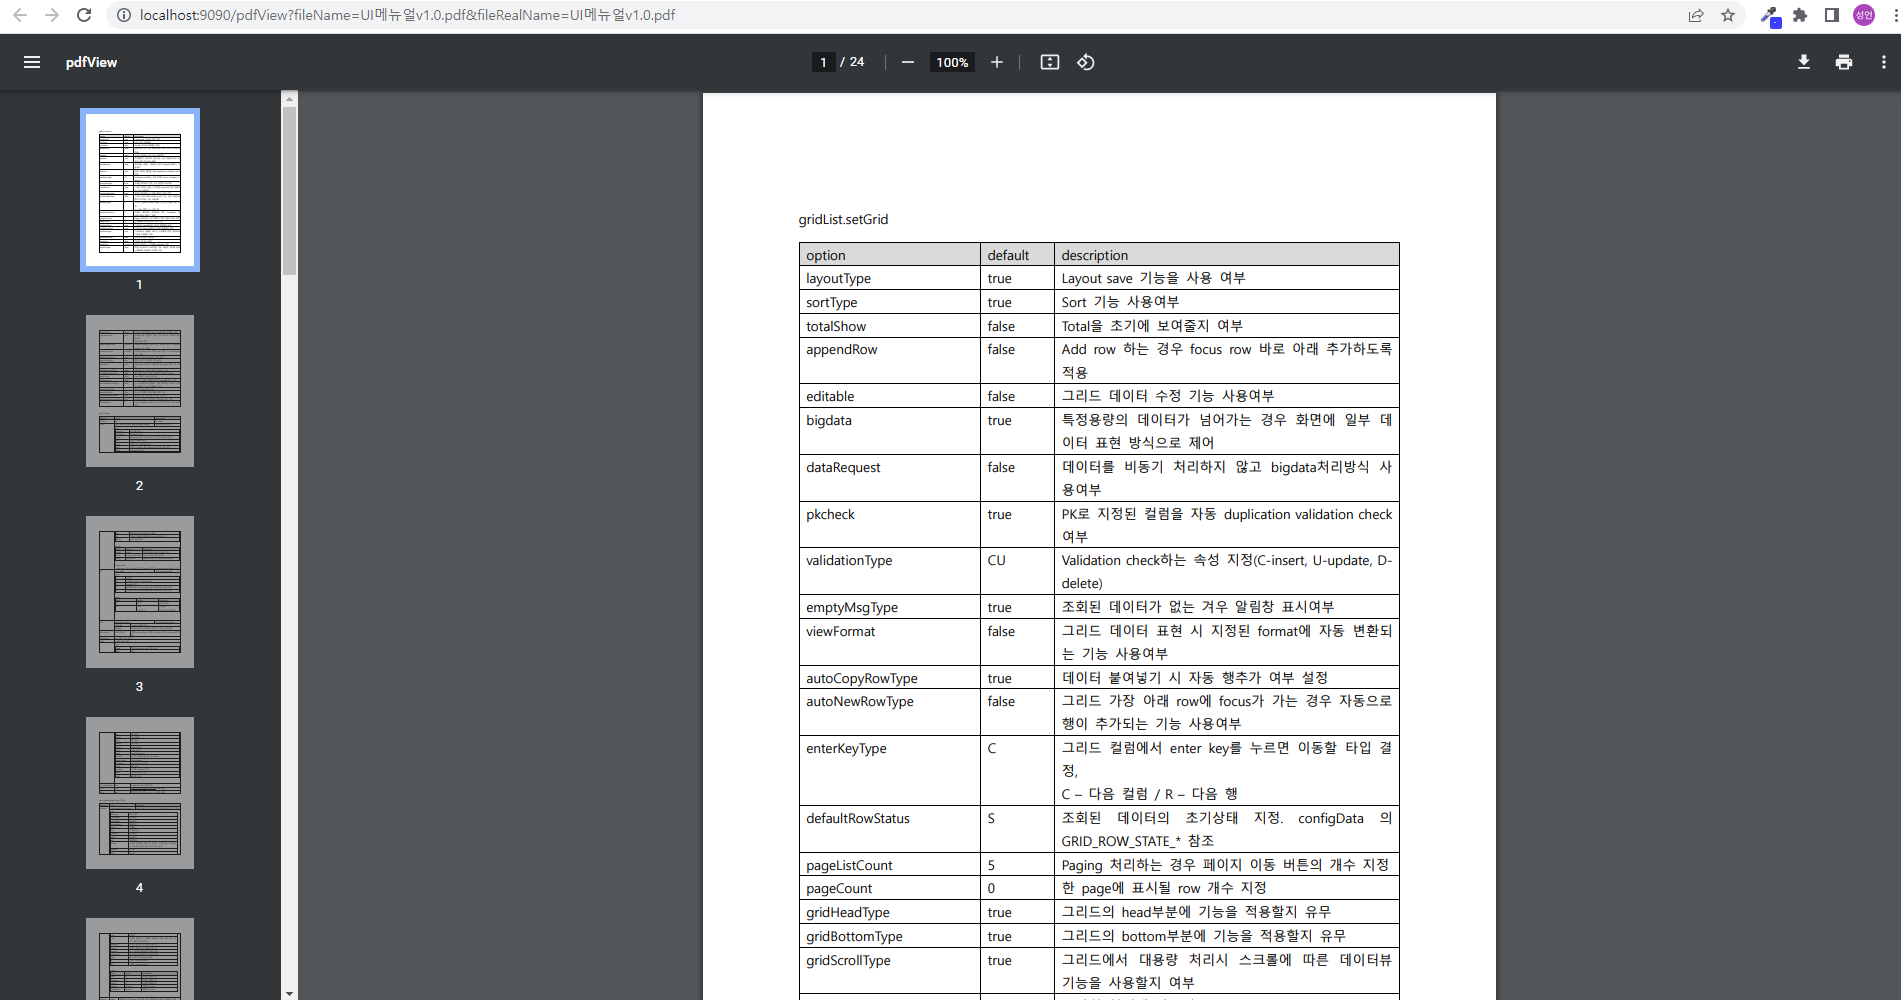 localhost:9090/pdfView?fileName=UI메뉴얼v1.0.pdf&fileRealName=UI메뉴얼v1.0.pdf
성언
pdfView
1 / 24
100%
1
2
3
4
gridList.setGrid
option default description
layoutType true Layout save 기능을 사용 여부
sortType true Sort 기능 사용여부
totalShow false Total을 초기에 보여줄지 여부
appendRow false Add row 하는 경우 focus row 바로 아래 추가하도록
적용
editable false 그리드 데이터 수정 기능 사용여부
bigdata true 특정용량의 데이터가 넘어가는 경우 화면에 일부 데
이터 표현 방식으로 제어
dataRequest false 데이터를 비동기 처리하지 않고 bigdata처리방식 사
용여부
pkcheck true PK로 지정된 컬럼을 자동 duplication validation check
여부
validationType CU Validation check하는 속성 지정(C-insert, U-update, D-
delete)
emptyMsgType true 조회된 데이터가 없는 겨우 알림창 표시여부
viewFormat false 그리드 데이터 표현 시 지정된 format에 자동 변환되
는 기능 사용여부
autoCopyRowType true 데이터 붙여넣기 시 자동 행추가 여부 설정
autoNewRowType false 그리드 가장 아래 row에 focus가 가는 경우 자동으로
행이 추가되는 기능 사용여부
enterKeyType C 그리드 컬럼에서 enter key를 누르면 이동할 타입 결
정,
C – 다음 컬럼 / R – 다음 행
defaultRowStatus S 조회된 데이터의 초기상태 지정. configData 의
GRID_ROW_STATE_* 참조
pageListCount 5 Paging 처리하는 경우 페이지 이동 버튼의 개수 지정
pageCount 0 한 page에 표시될 row 개수 지정
gridHeadType true 그리드의 head부분에 기능을 적용할지 유무
gridBottomType true 그리드의 bottom부분에 기능을 적용할지 유무
gridScrollType true 그리드에서 대용량 처리시 스크롤에 따른 데이터뷰
기능을 사용할지 여부